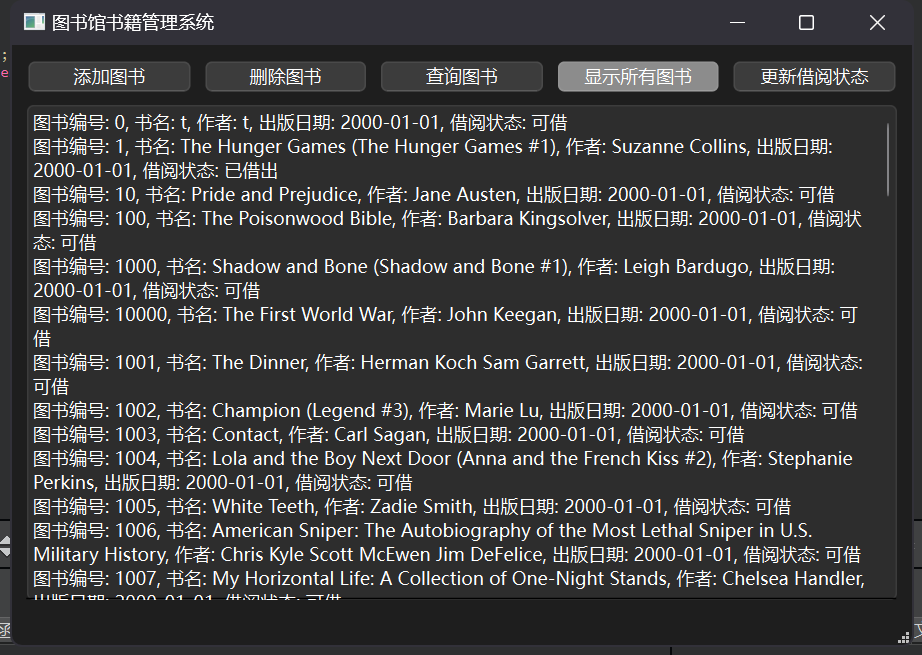 图书馆书籍管理系统
添加图书 删除图书 查询图书 显示所有图书 更新借阅状态
图书编号: 0, 书名: t, 作者: t, 出版日期: 2000-01-01, 借阅状态: 可借
图书编号: 1, 书名: The Hunger Games (The Hunger Games #1), 作者: Suzanne Collins, 出版日期:
2000-01-01, 借阅状态: 已借出
图书编号: 10, 书名: Pride and Prejudice, 作者: Jane Austen, 出版日期: 2000-01-01, 借阅状态: 可借
图书编号: 100, 书名: The Poisonwood Bible, 作者: Barbara Kingsolver, 出版日期: 2000-01-01, 借阅状
态: 可借
图书编号: 1000, 书名: Shadow and Bone (Shadow and Bone #1), 作者: Leigh Bardugo, 出版日期:
2000-01-01, 借阅状态: 可借
图书编号: 10000, 书名: The First World War, 作者: John Keegan, 出版日期: 2000-01-01, 借阅状态: 可
借
图书编号: 1001, 书名: The Dinner, 作者: Herman Koch Sam Garrett, 出版日期: 2000-01-01, 借阅状态:
可借
图书编号: 1002, 书名: Champion (Legend #3), 作者: Marie Lu, 出版日期: 2000-01-01, 借阅状态: 可借
图书编号: 1003, 书名: Contact, 作者: Carl Sagan, 出版日期: 2000-01-01, 借阅状态: 可借
图书编号: 1004, 书名: Lola and the Boy Next Door (Anna and the French Kiss #2), 作者: Stephanie
Perkins, 出版日期: 2000-01-01, 借阅状态: 可借
图书编号: 1005, 书名: White Teeth, 作者: Zadie Smith, 出版日期: 2000-01-01, 借阅状态: 可借
图书编号: 1006, 书名: American Sniper: The Autobiography of the Most Lethal Sniper in U.S.
Military History, 作者: Chris Kyle Scott McEwen Jim DeFelice, 出版日期: 2000-01-01, 借阅状态: 可借
图书编号: 1007, 书名: My Horizontal Life: A Collection of One-Night Stands, 作者: Chelsea Handler,
出版日期: 2000-01-01, 借阅状态: 可借